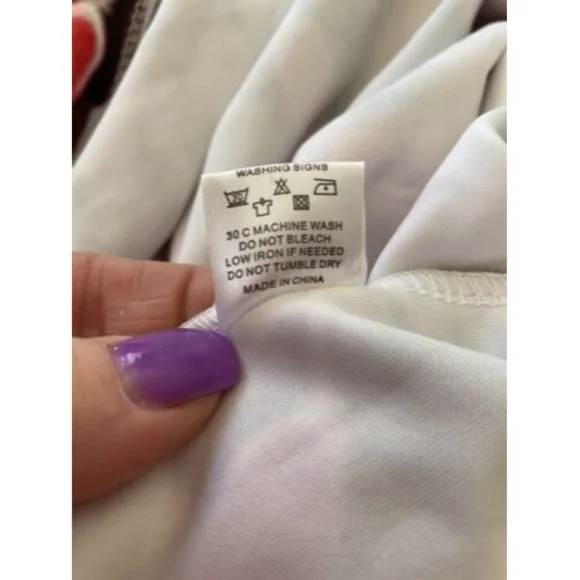 WASHING SIGNS
30
30 C MACHINE WASH
DO NOT BLEACH
LOW IRON IF NEEDED
DO NOT TUMBLE DRY
MADE IN CHINA